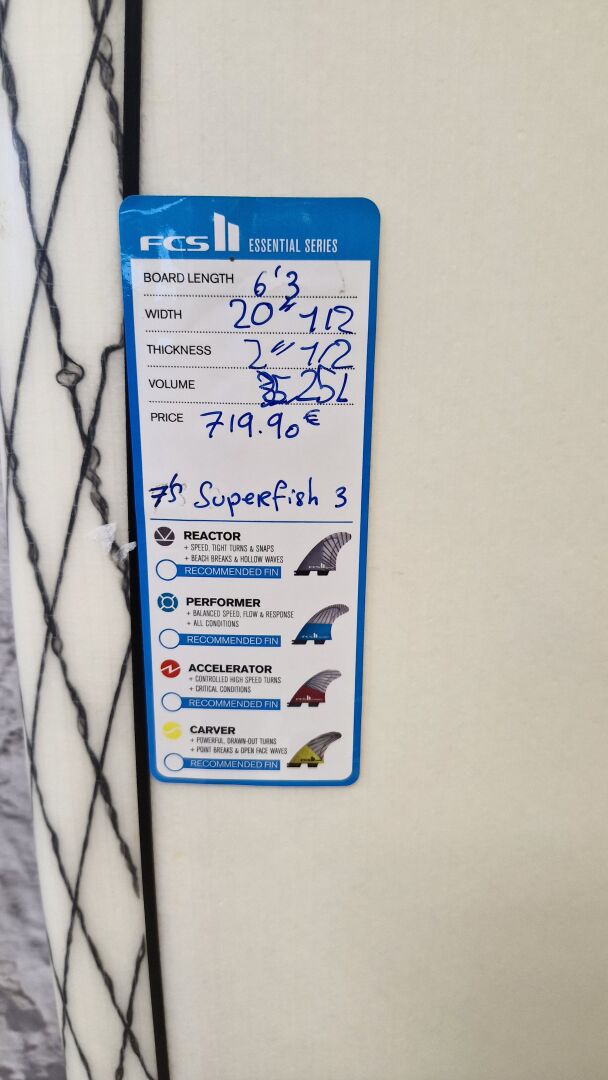 FCS II ESSENTIAL SERIES
BOARD LENGTH 6'3
WIDTH 20" 1/2
THICKNESS 2" 1/2
VOLUME 35.25L
PRICE 719.90€
7'S Superfish 3
REACTOR
+ SPEED, TIGHT TURNS & SNAPS
+ BEACH BREAKS & HOLLOW WAVES
RECOMMENDED FIN
PERFORMER
+ BALANCED SPEED, FLOW & RESPONSE
+ ALL CONDITIONS
RECOMMENDED FIN
ACCELERATOR
+ CONTROLLED HIGH SPEED TURNS
+ CRITICAL CONDITIONS
RECOMMENDED FIN
CARVER
+ POWERFUL, DRAWN-OUT TURNS
+ POINT BREAKS & OPEN FACE WAVES
RECOMMENDED FIN